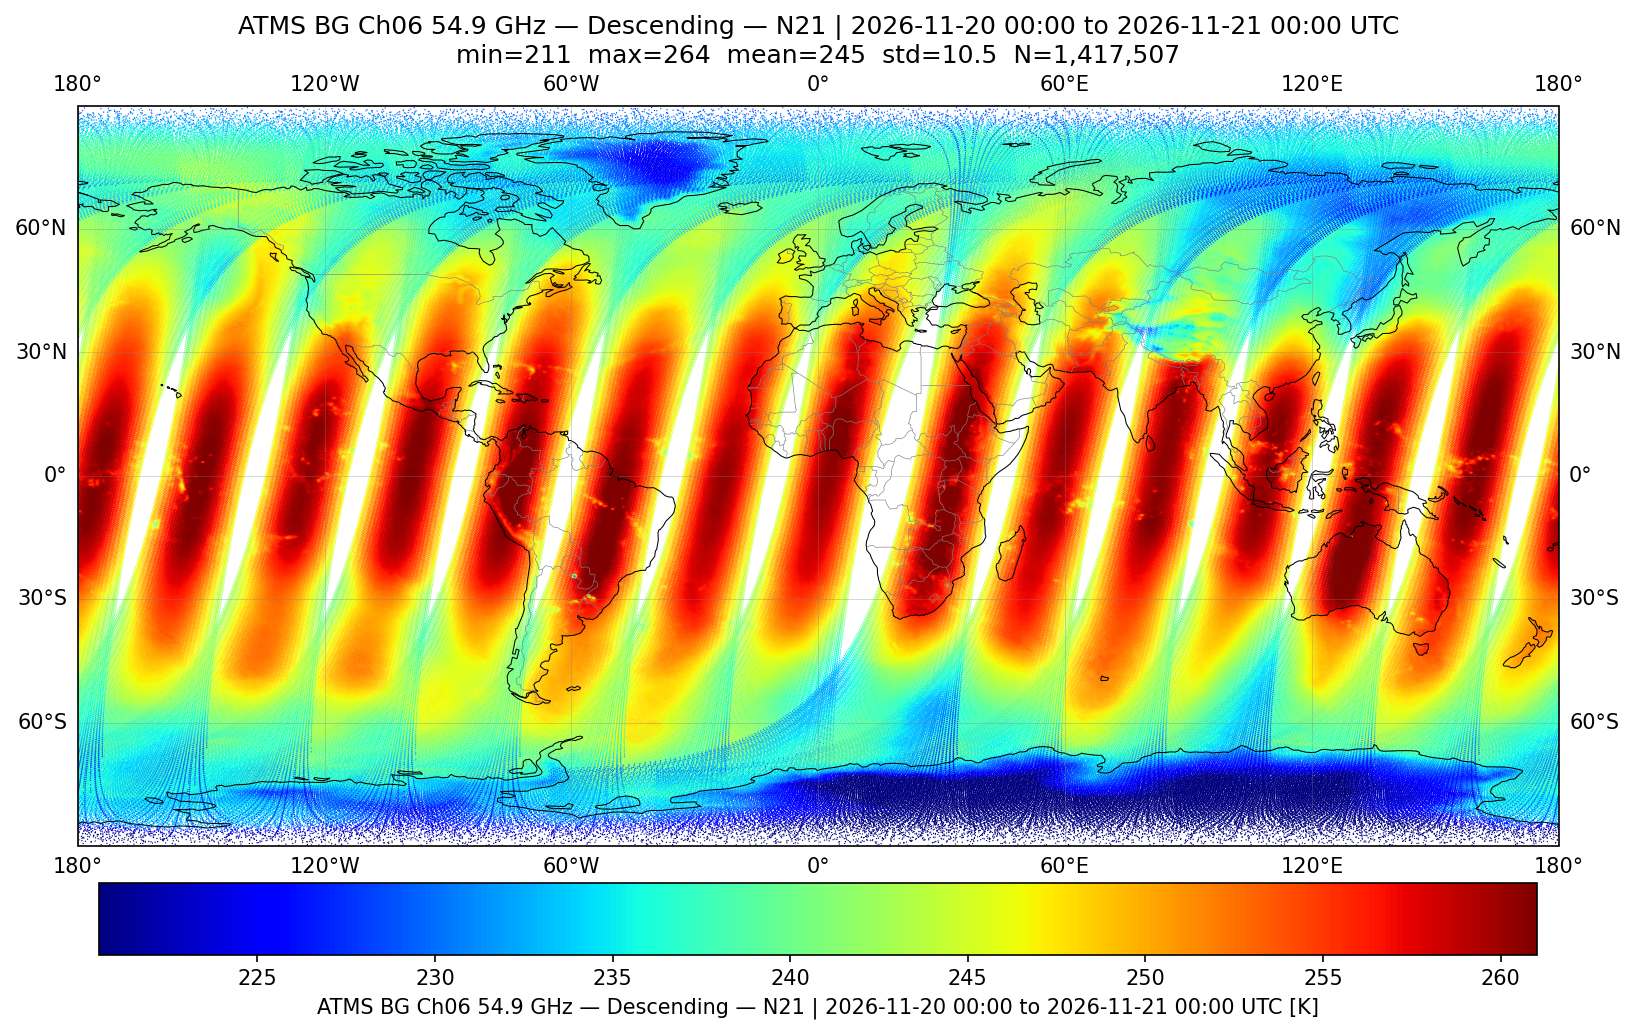 ATMS BG Ch06 54.9 GHz — Descending — N21 | 2026-11-20 00:00 to 2026-11-21 00:00 UTC
min=211 max=264 mean=245 std=10.5 N=1,417,507
180° 120°W 60°W 0° 60°E 120°E 180°
60°N 60°N
30°N 30°N
0° 0°
30°S 30°S
60°S 60°S
180° 120°W 60°W 0° 60°E 120°E 180°
225 230 235 240 245 250 255 260
ATMS BG Ch06 54.9 GHz — Descending — N21 | 2026-11-20 00:00 to 2026-11-21 00:00 UTC [K]